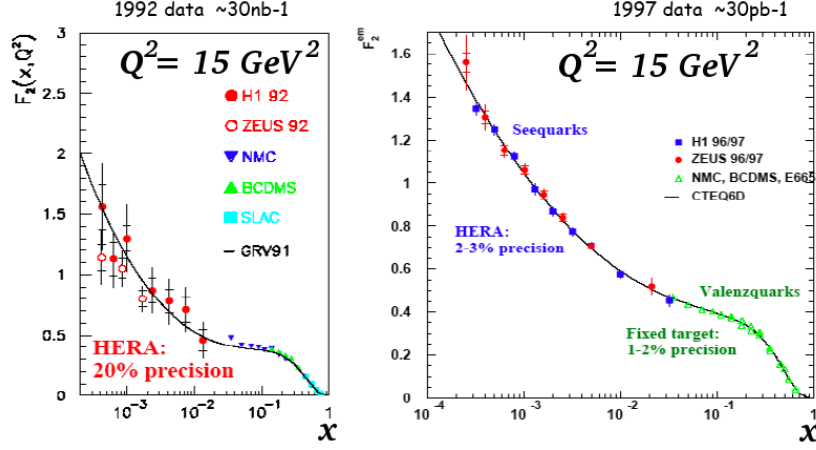 1992 data ~30nb-1
F₂(x,Q²)
Q² = 15 GeV²
H1 92
ZEUS 92
NMC
BCDMS
SLAC
GRV91
HERA:
20% precision
3
2.5
2
1.5
1
0.5
0
10⁻³
10⁻²
10⁻¹
1
x
1997 data ~30pb-1
F₂ᵉᵐ
Q² = 15 GeV²
Seequarks
H1 96/97
ZEUS 96/97
NMC, BCDMS, E665
CTEQ6D
HERA:
2-3% precision
Valenzquarks
Fixed target:
1-2% precision
1.6
1.4
1.2
1
0.8
0.6
0.4
0.2
0
10⁻⁴
10⁻³
10⁻²
10⁻¹
1
x